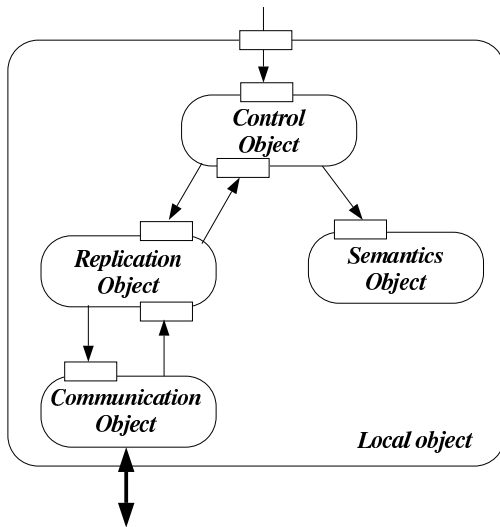 Control
Object
Replication
Object
Semantics
Object
Communication
Object
Local object